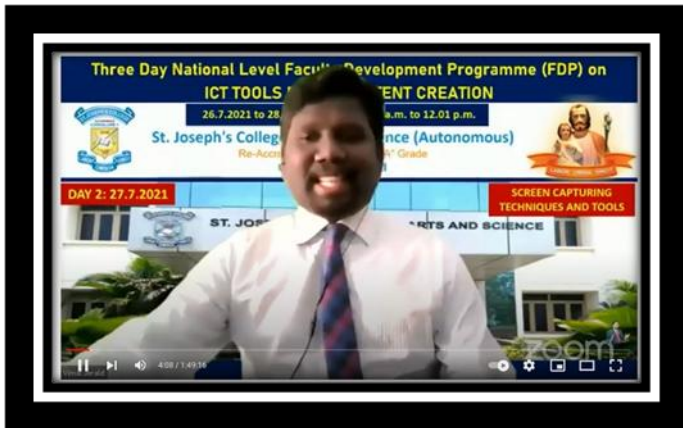 Three Day National Level Faculty Development Programme (FDP) on
ICT TOOLS CONTENT CREATION
26.7.2021 to 28. a.m. to 12.01 p.m.
St. Joseph's College ence (Autonomous)
Re-Accr A" Grade
DAY 2: 27.7.2021
SCREEN CAPTURING
TECHNIQUES AND TOOLS
ST. JOS ARTS AND SCIENCE
zoom
4:08 / 1:49:16